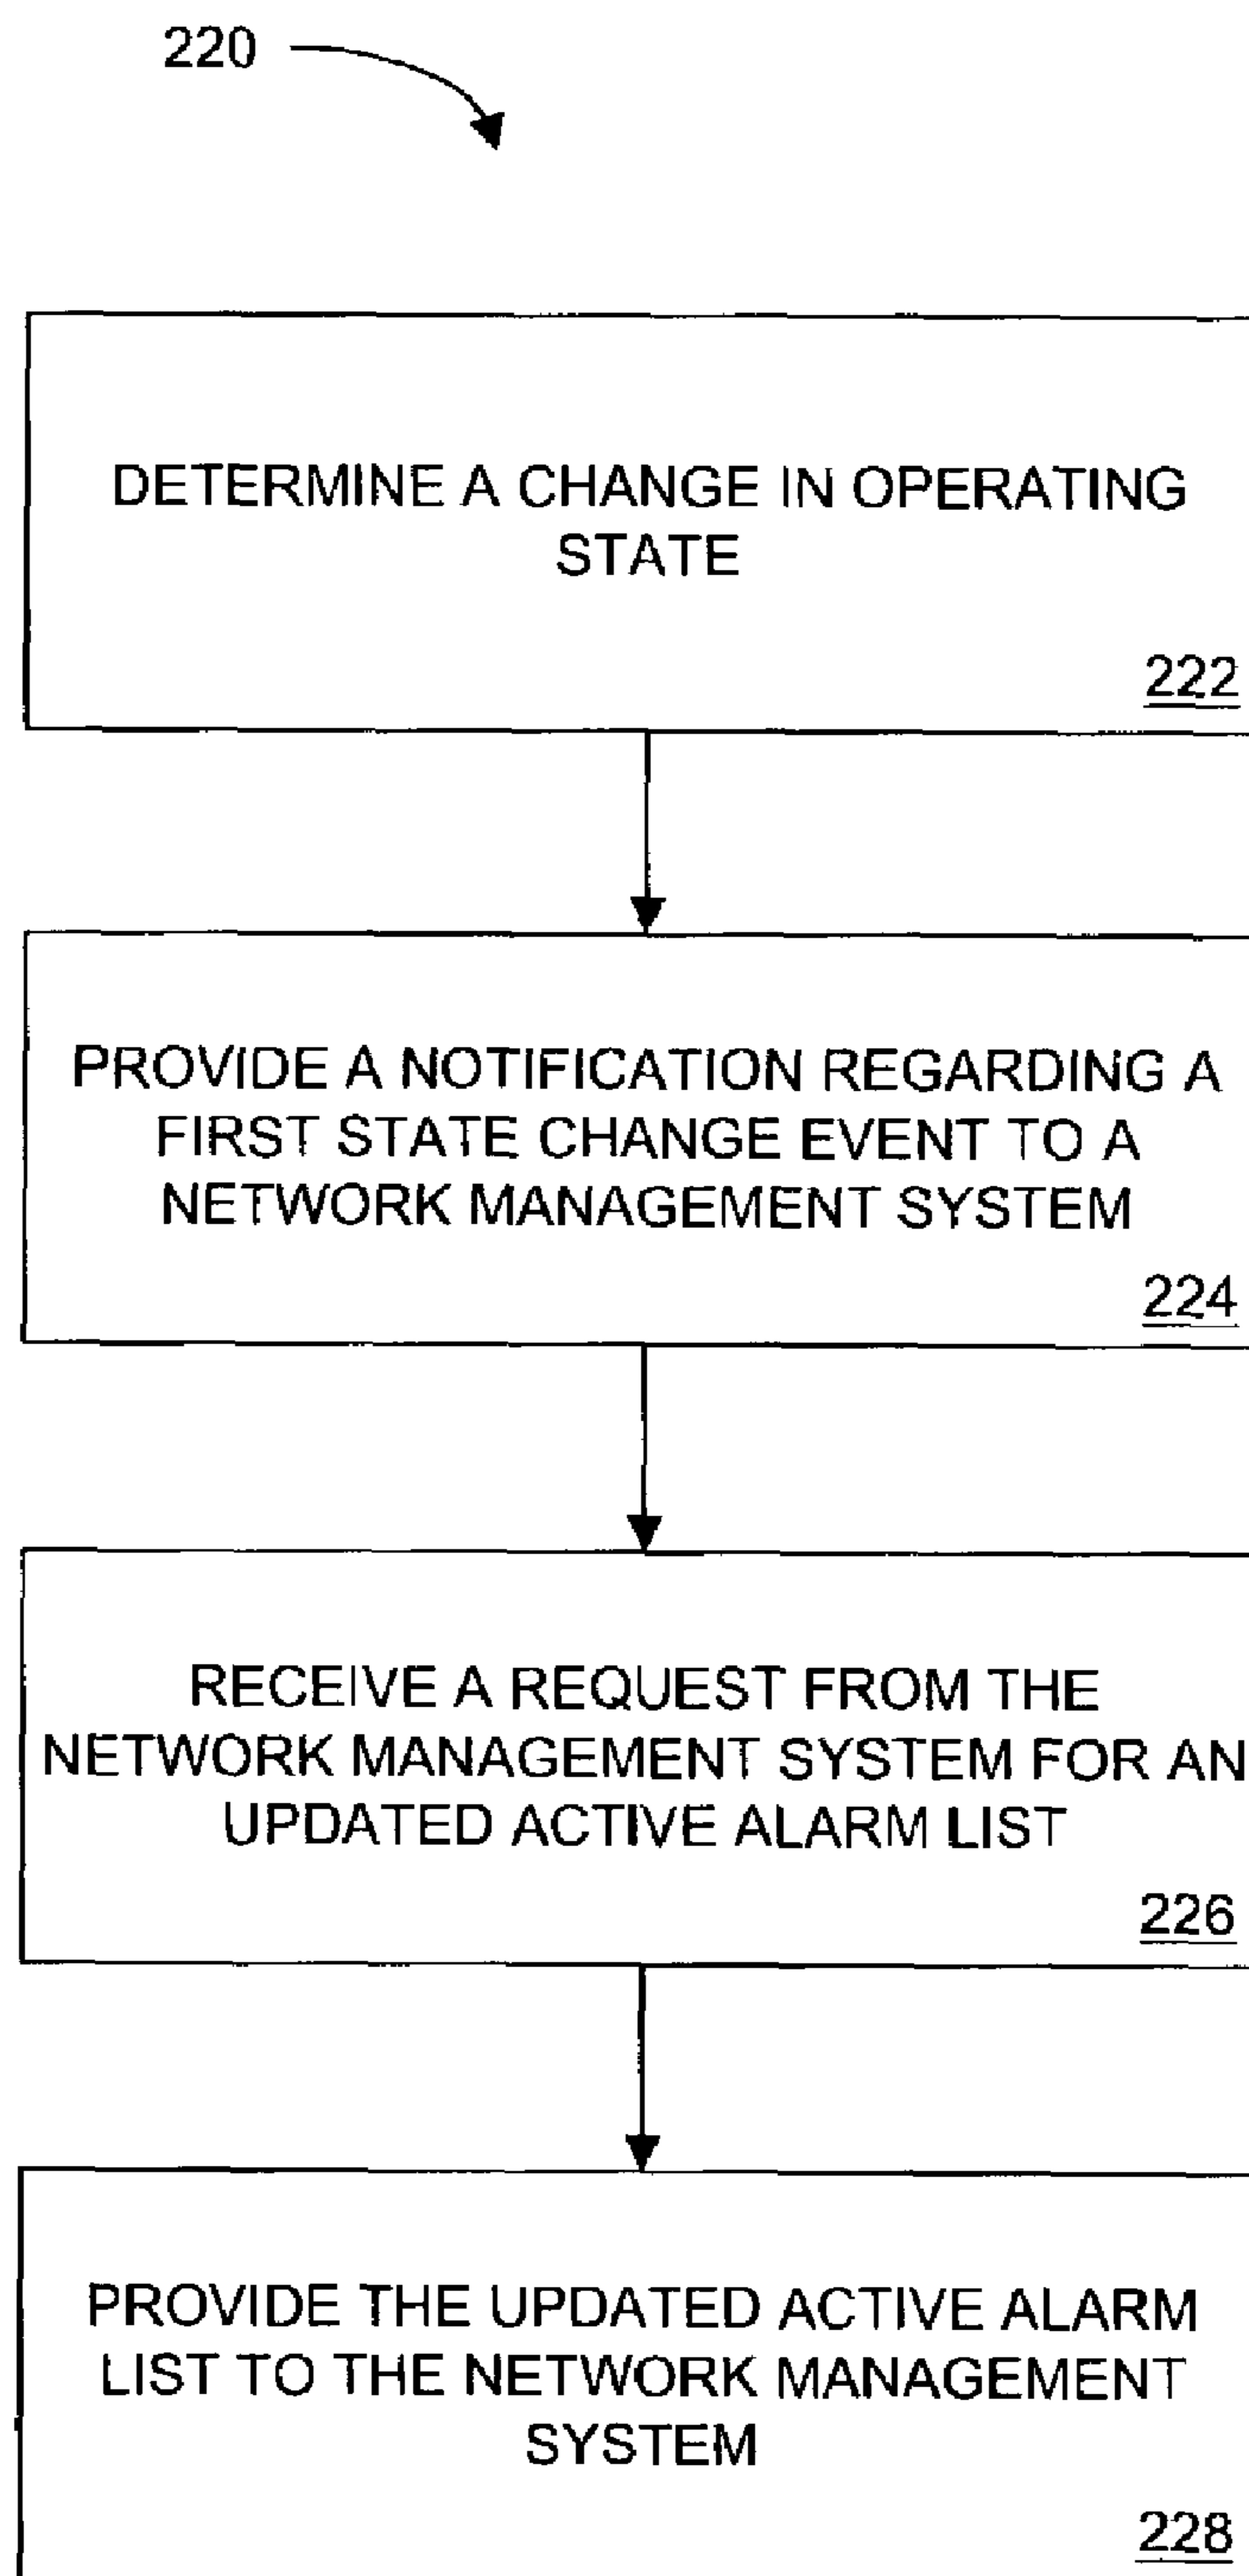 220
DETERMINE A CHANGE IN OPERATING
STATE
222
PROVIDE A NOTIFICATION REGARDING A
FIRST STATE CHANGE EVENT TO A
NETWORK MANAGEMENT SYSTEM
224
RECEIVE A REQUEST FROM THE
NETWORK MANAGEMENT SYSTEM FOR AN
UPDATED ACTIVE ALARM LIST
226
PROVIDE THE UPDATED ACTIVE ALARM
LIST TO THE NETWORK MANAGEMENT
SYSTEM
228